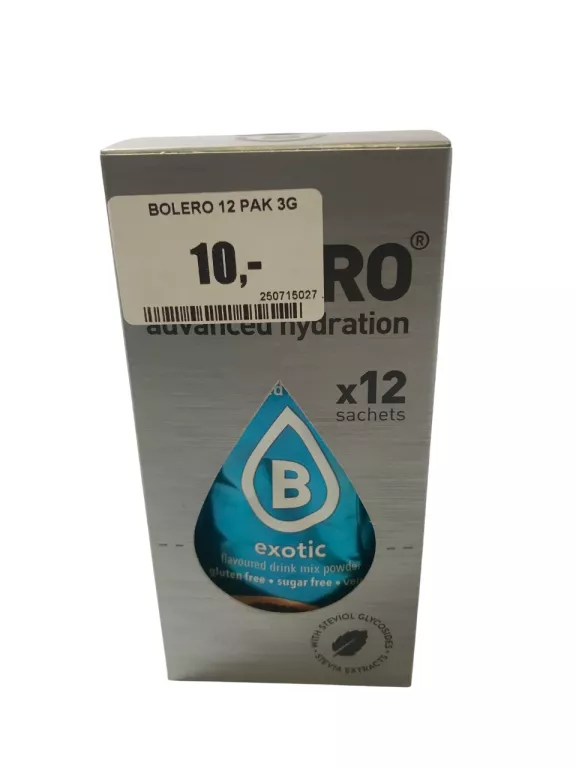 BOLERO 12 PAK 3G
10,-
250715027
RO®
advanced hydration
x12
sachets
B
exotic
flavoured drink mix powder
gluten free • sugar free •
WITH STEVIOL GLYCOSIDES
STEVIA EXTRACTS